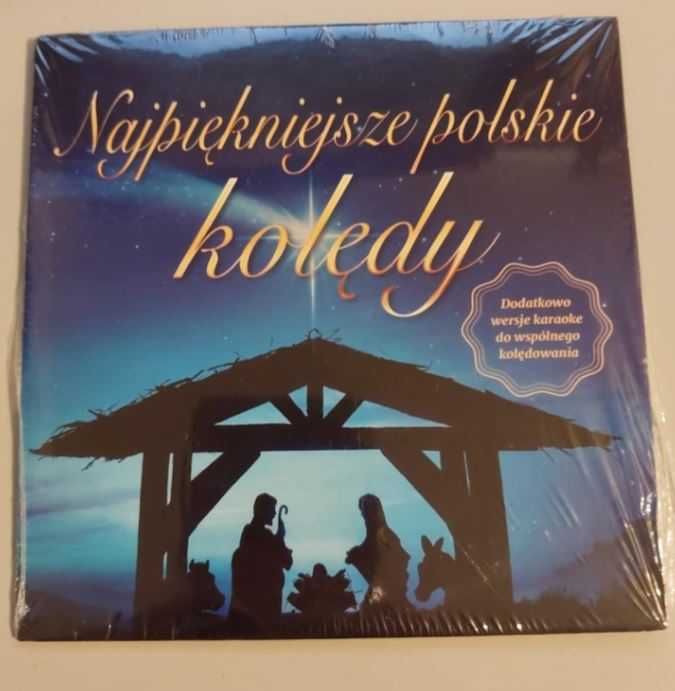 Najpiękniejsze polskie
kolędy
Dodatkowo
wersje karaoke
do wspólnego
kolędowania